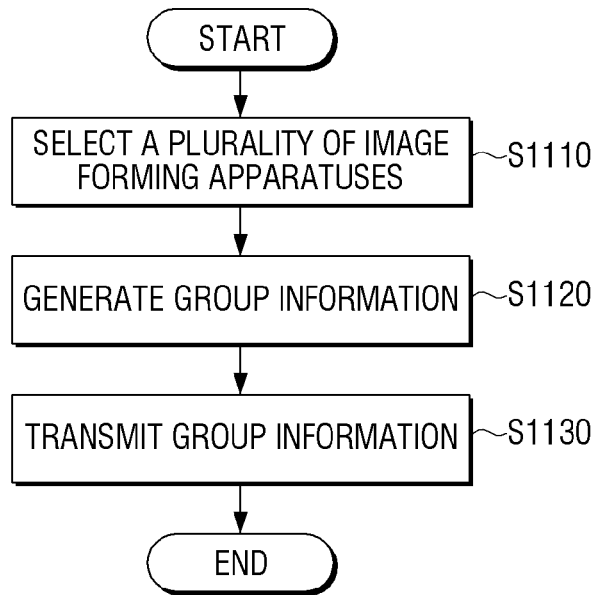 START
SELECT A PLURALITY OF IMAGE
FORMING APPARATUSES
S1110
GENERATE GROUP INFORMATION
S1120
TRANSMIT GROUP INFORMATION
S1130
END